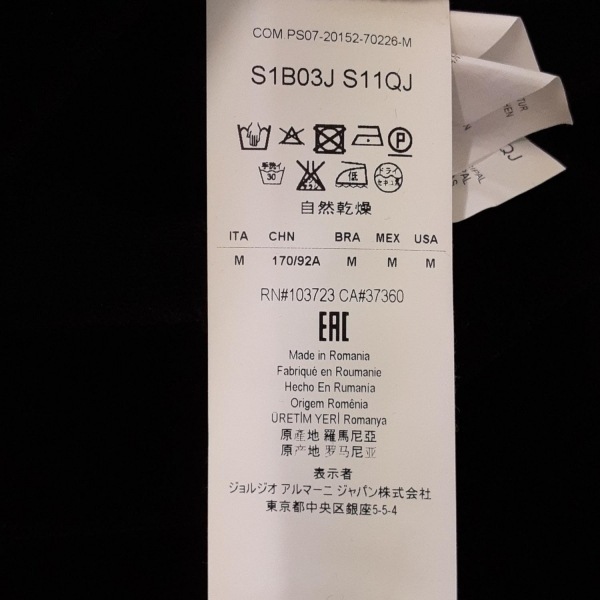 COM PS07-20152-70226-M
S1B03J S11QJ
P
手洗イ
30
低
ドライ
セキユ系
自然乾燥
ITA CHN BRA MEX USA
M 170/92A M M M
RN#103723 CA#37360
EAC
Made in Romania
Fabriqué en Roumanie
Hecho En Rumania
Origem Romênia
ÜRETİM YERİ Romanya
原產地 羅馬尼亞
原产地 罗马尼亚
表示者
ジョルジオ アルマーニ ジャパン株式会社
東京都中央区銀座5-5-4